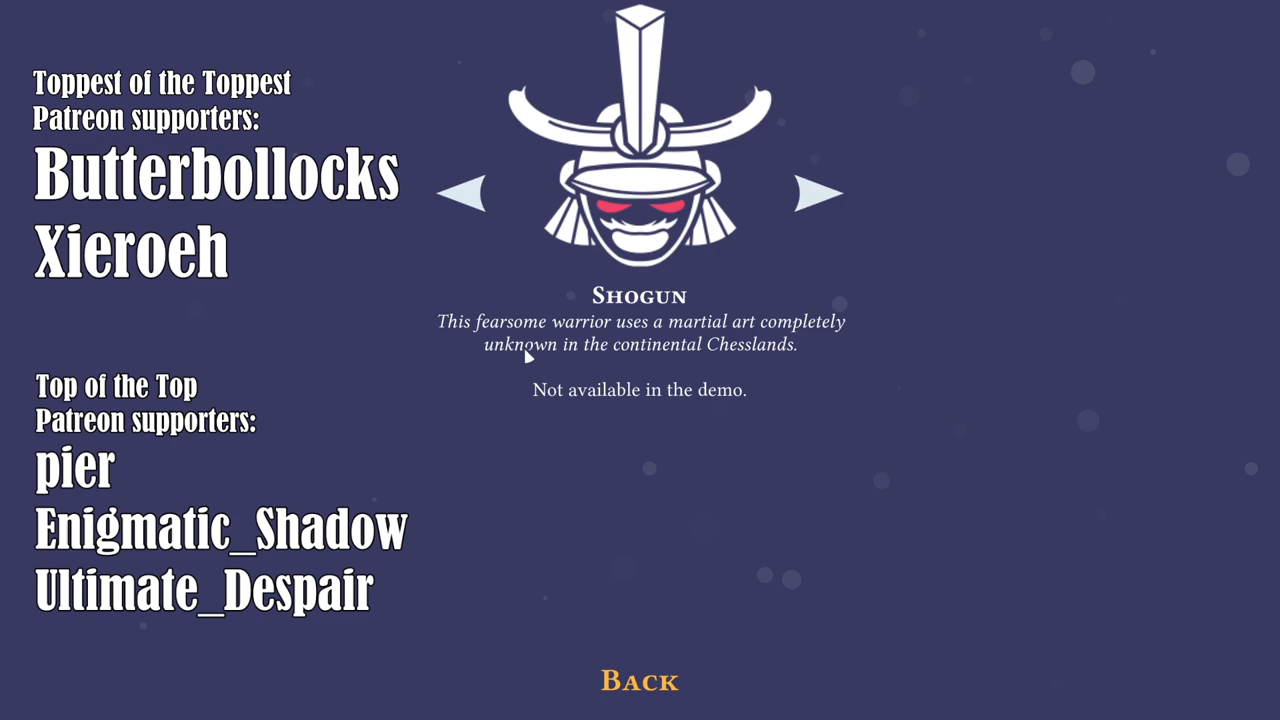 Toppest of the Toppest
Patreon supporters:
Butterbollocks
Xieroeh
Top of the Top
Patreon supporters:
pier
Enigmatic_Shadow
Ultimate_Despair
Shogun
This fearsome warrior uses a martial art completely
unknown in the continental Chesslands.
Not available in the demo.
Back